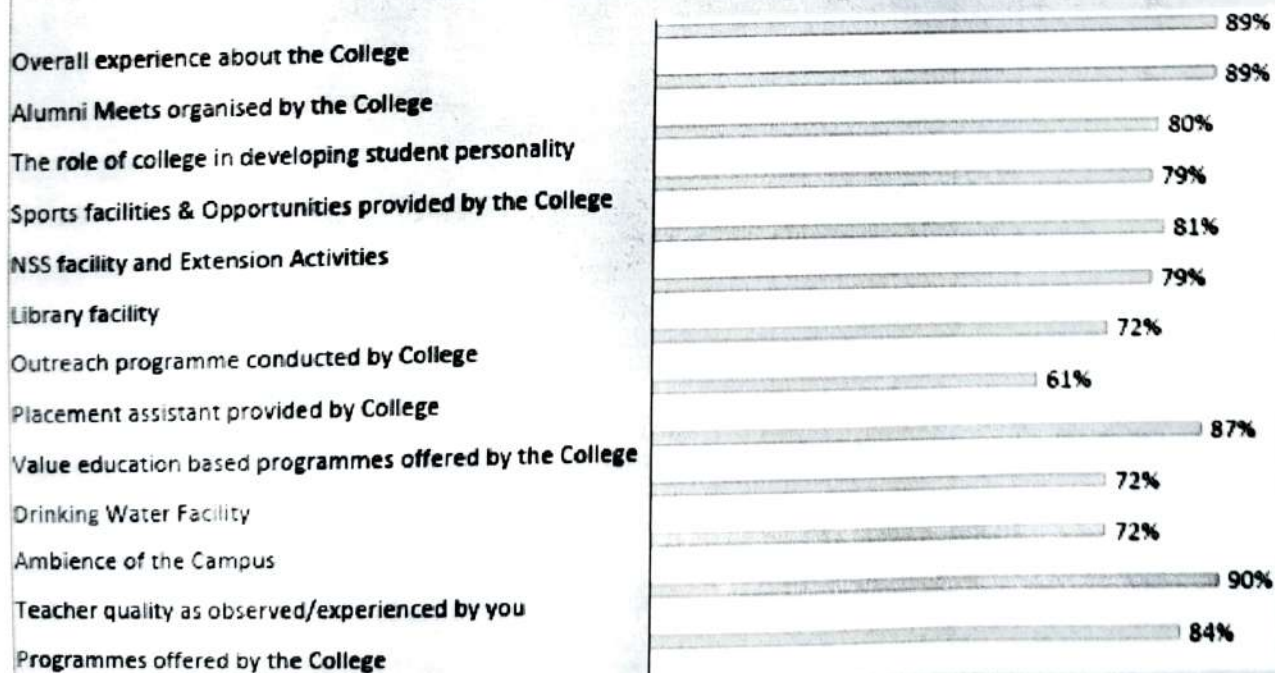 89%
Overall experience about the College
89%
Alumni Meets organised by the College
80%
The role of college in developing student personality
79%
Sports facilities & Opportunities provided by the College
81%
NSS facility and Extension Activities
79%
Library facility
72%
Outreach programme conducted by College
61%
Placement assistant provided by College
87%
Value education based programmes offered by the College
72%
Drinking Water Facility
72%
Ambience of the Campus
90%
Teacher quality as observed/experienced by you
84%
Programmes offered by the College